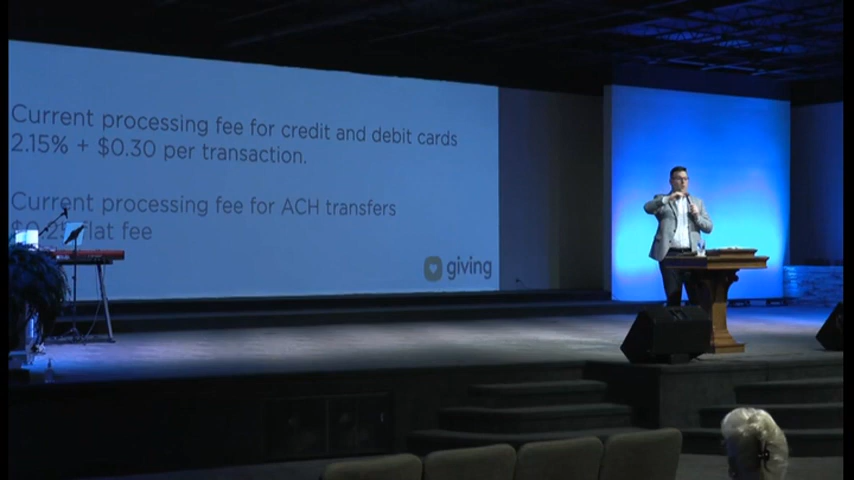 Current processing fee for credit and debit cards
2.15% + $0.30 per transaction.
Current processing fee for ACH transfers
flat fee
giving